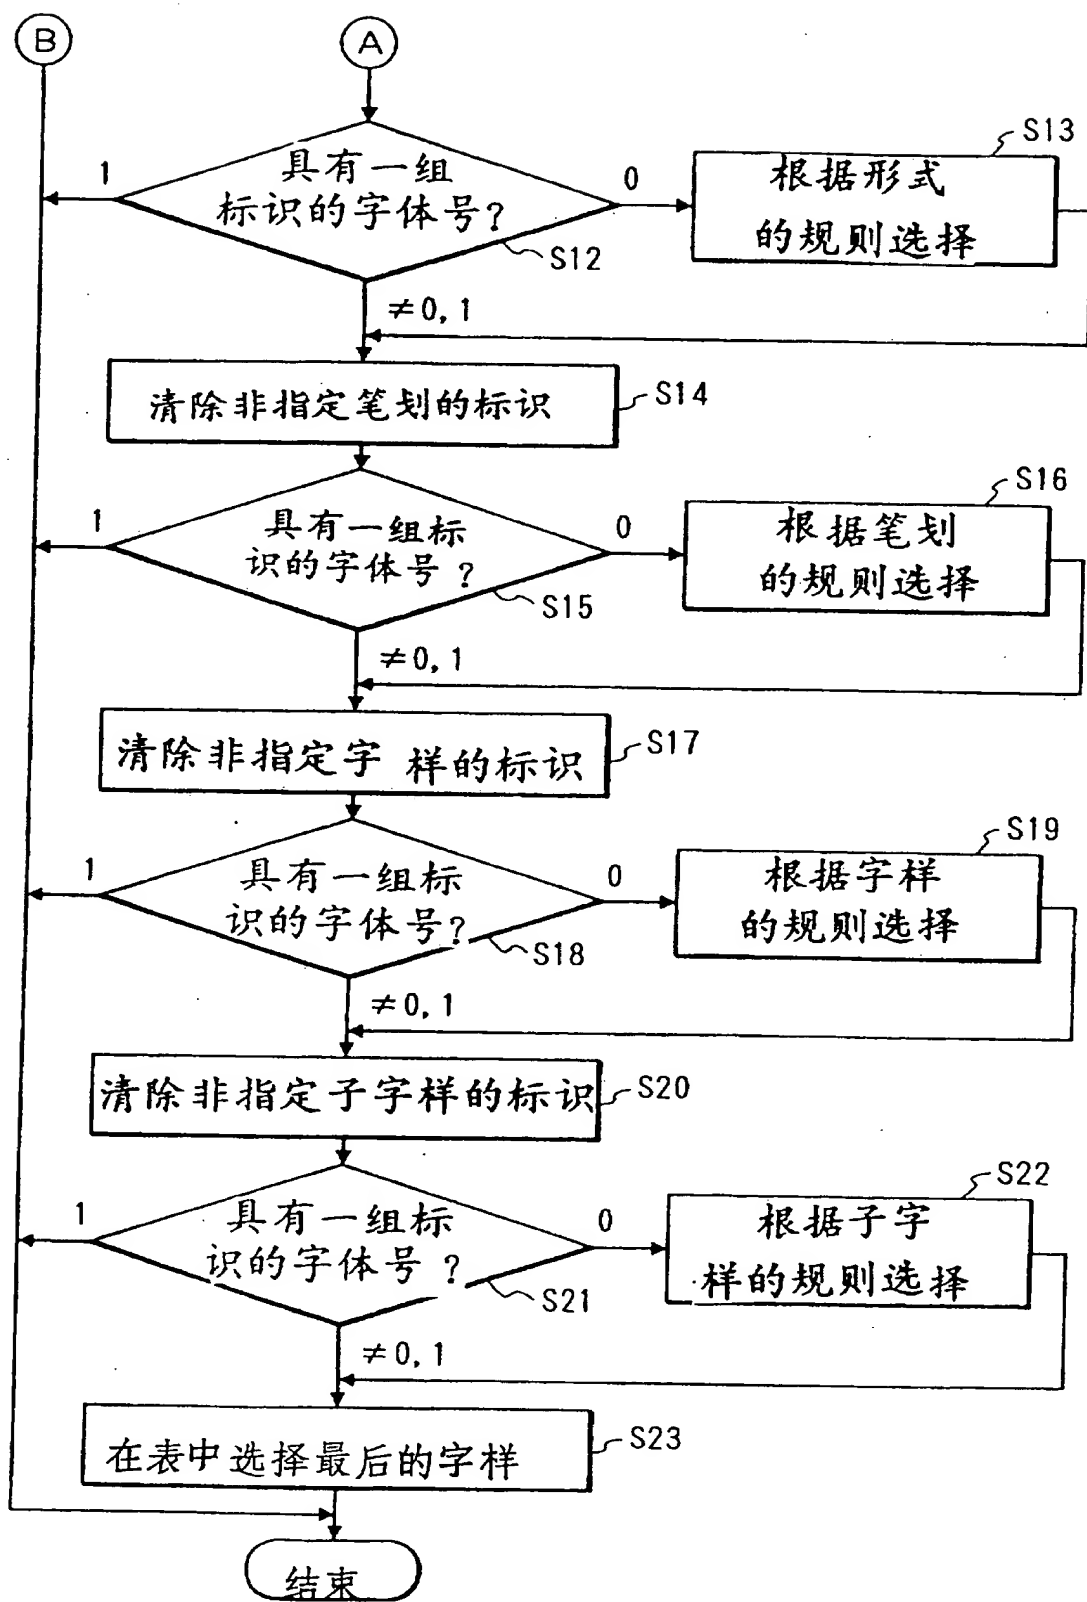 B
A
具有一组
标识的字体号?
1
0
S12
S13
根据形式
的规则选择
≠0,1
清除非指定笔划的标识
S14
具有一组标
识的字体号?
1
0
S15
S16
根据笔划
的规则选择
≠0,1
清除非指定字 样的标识
S17
具有一组标
识的字体号?
1
0
S18
S19
根据字样
的规则选择
≠0,1
清除非指定子字样的标识
S20
具有一组标
识的字体号?
1
0
S21
S22
根据子字
样的规则选择
≠0,1
在表中选择最后的字样
S23
结束